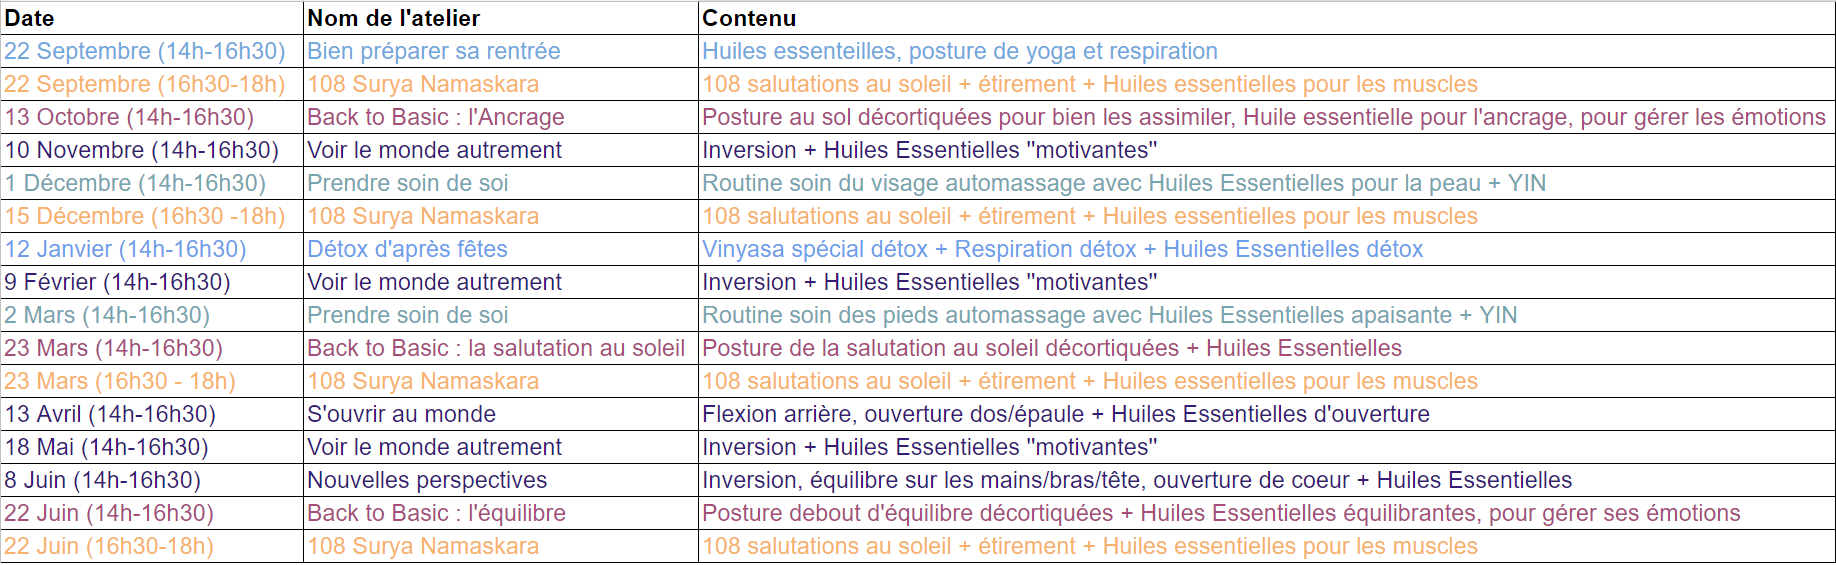 Date Nom de l'atelier Contenu
22 Septembre (14h-16h30) Bien préparer sa rentrée Huiles essenteilles, posture de yoga et respiration
22 Septembre (16h30-18h) 108 Surya Namaskara 108 salutations au soleil + étirement + Huiles essentielles pour les muscles
13 Octobre (14h-16h30) Back to Basic : l'Ancrage Posture au sol décortiquées pour bien les assimiler, Huile essentielle pour l'ancrage, pour gérer les émotions
10 Novembre (14h-16h30) Voir le monde autrement Inversion + Huiles Essentielles "motivantes"
1 Décembre (14h-16h30) Prendre soin de soi Routine soin du visage automassage avec Huiles Essentielles pour la peau + YIN
15 Décembre (16h30 -18h) 108 Surya Namaskara 108 salutations au soleil + étirement + Huiles essentielles pour les muscles
12 Janvier (14h-16h30) Détox d'après fêtes Vinyasa spécial détox + Respiration détox + Huiles Essentielles détox
9 Février (14h-16h30) Voir le monde autrement Inversion + Huiles Essentielles "motivantes"
2 Mars (14h-16h30) Prendre soin de soi Routine soin des pieds automassage avec Huiles Essentielles apaisante + YIN
23 Mars (14h-16h30) Back to Basic : la salutation au soleil Posture de la salutation au soleil décortiquées + Huiles Essentielles
23 Mars (16h30 - 18h) 108 Surya Namaskara 108 salutations au soleil + étirement + Huiles essentielles pour les muscles
13 Avril (14h-16h30) S'ouvrir au monde Flexion arrière, ouverture dos/épaule + Huiles Essentielles d'ouverture
18 Mai (14h-16h30) Voir le monde autrement Inversion + Huiles Essentielles "motivantes"
8 Juin (14h-16h30) Nouvelles perspectives Inversion, équilibre sur les mains/bras/tête, ouverture de coeur + Huiles Essentielles
22 Juin (14h-16h30) Back to Basic : l'équilibre Posture debout d'équilibre décortiquées + Huiles Essentielles équilibrantes, pour gérer ses émotions
22 Juin (16h30-18h) 108 Surya Namaskara 108 salutations au soleil + étirement + Huiles essentielles pour les muscles